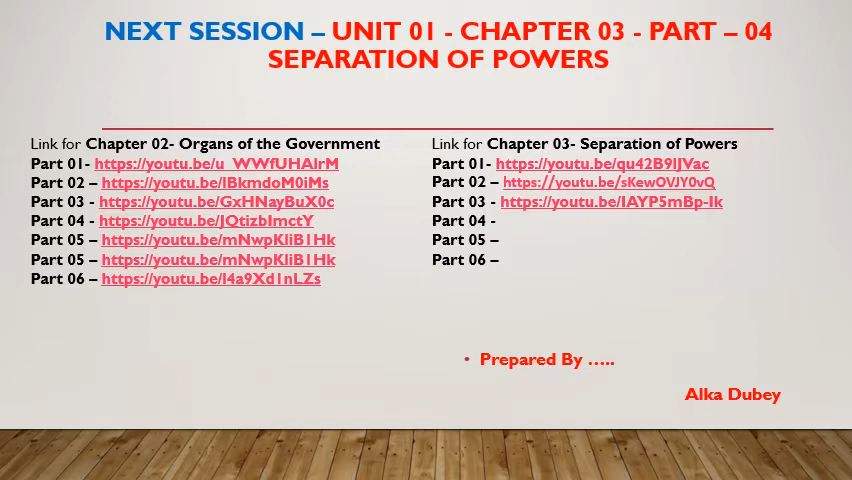 NEXT SESSION – UNIT 01 - CHAPTER 03 - PART – 04
SEPARATION OF POWERS
Link for Chapter 02- Organs of the Government
Part 01- https://youtu.be/u_WWfUHAIrM
Part 02 – https://youtu.be/lBkmdoM0iMs
Part 03 - https://youtu.be/GxHNayBuX0c
Part 04 - https://youtu.be/JQtizbImctY
Part 05 – https://youtu.be/mNwpKliB1Hk
Part 05 – https://youtu.be/mNwpKliB1Hk
Part 06 – https://youtu.be/l4a9Xd1nLZs
Link for Chapter 03- Separation of Powers
Part 01- https://youtu.be/qu42B9lJVac
Part 02 – https://youtu.be/sKewOVJY0vQ
Part 03 - https://youtu.be/IAYP5mBp-Ik
Part 04 -
Part 05 –
Part 06 –
• Prepared By …..
Alka Dubey